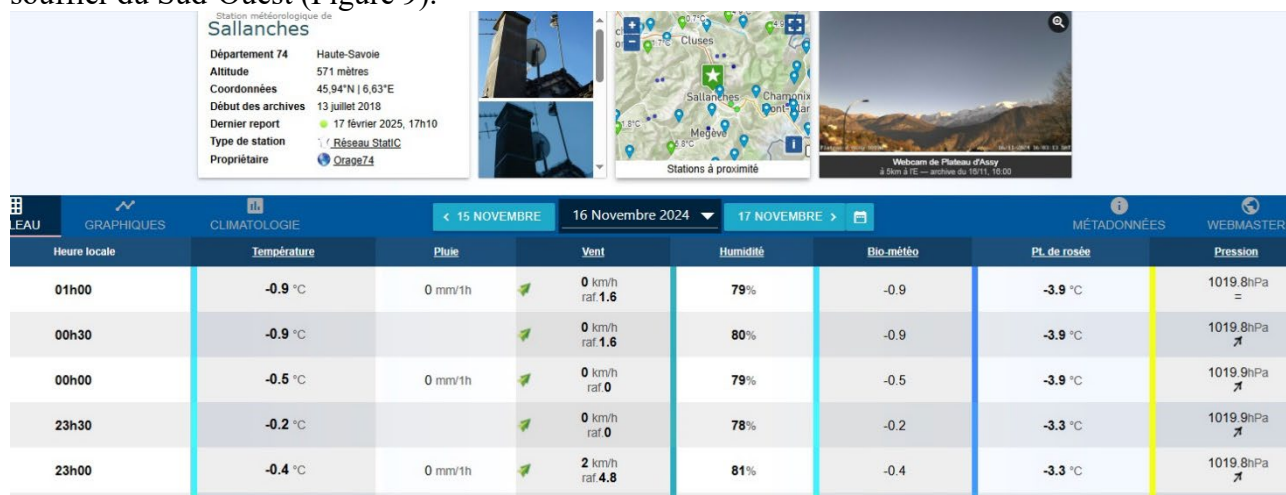 souffler du Sud-Ouest (Figure 9).
Station météorologique de
Sallanches
Département 74 Haute-Savoie
Altitude 571 mètres
Coordonnées 45,94°N | 6,63°E
Début des archives 13 juillet 2018
Dernier report 17 février 2025, 17h10
Type de station Réseau StatIC
Propriétaire Orage74
+
−
Cluses
Sallanches
Chamonix
Megève
i
Stations à proximité
Webcam de Plateau d'Assy
à 5km à l'E — archive du 16/11, 16:00
LEAU GRAPHIQUES CLIMATOLOGIE < 15 NOVEMBRE 16 Novembre 2024 17 NOVEMBRE > MÉTADONNÉES WEBMASTER
Heure locale Température Pluie Vent Humidité Bio-météo Pt. de rosée Pression
01h00 -0.9 °C 0 mm/1h 0 km/h raf.1.6 79% -0.9 -3.9 °C 1019.8hPa =
00h30 -0.9 °C 0 km/h raf.1.6 80% -0.9 -3.9 °C 1019.8hPa
00h00 -0.5 °C 0 mm/1h 0 km/h raf.0 79% -0.5 -3.9 °C 1019.9hPa
23h30 -0.2 °C 0 km/h raf.0 78% -0.2 -3.3 °C 1019.9hPa
23h00 -0.4 °C 0 mm/1h 2 km/h raf.4.8 81% -0.4 -3.3 °C 1019.8hPa